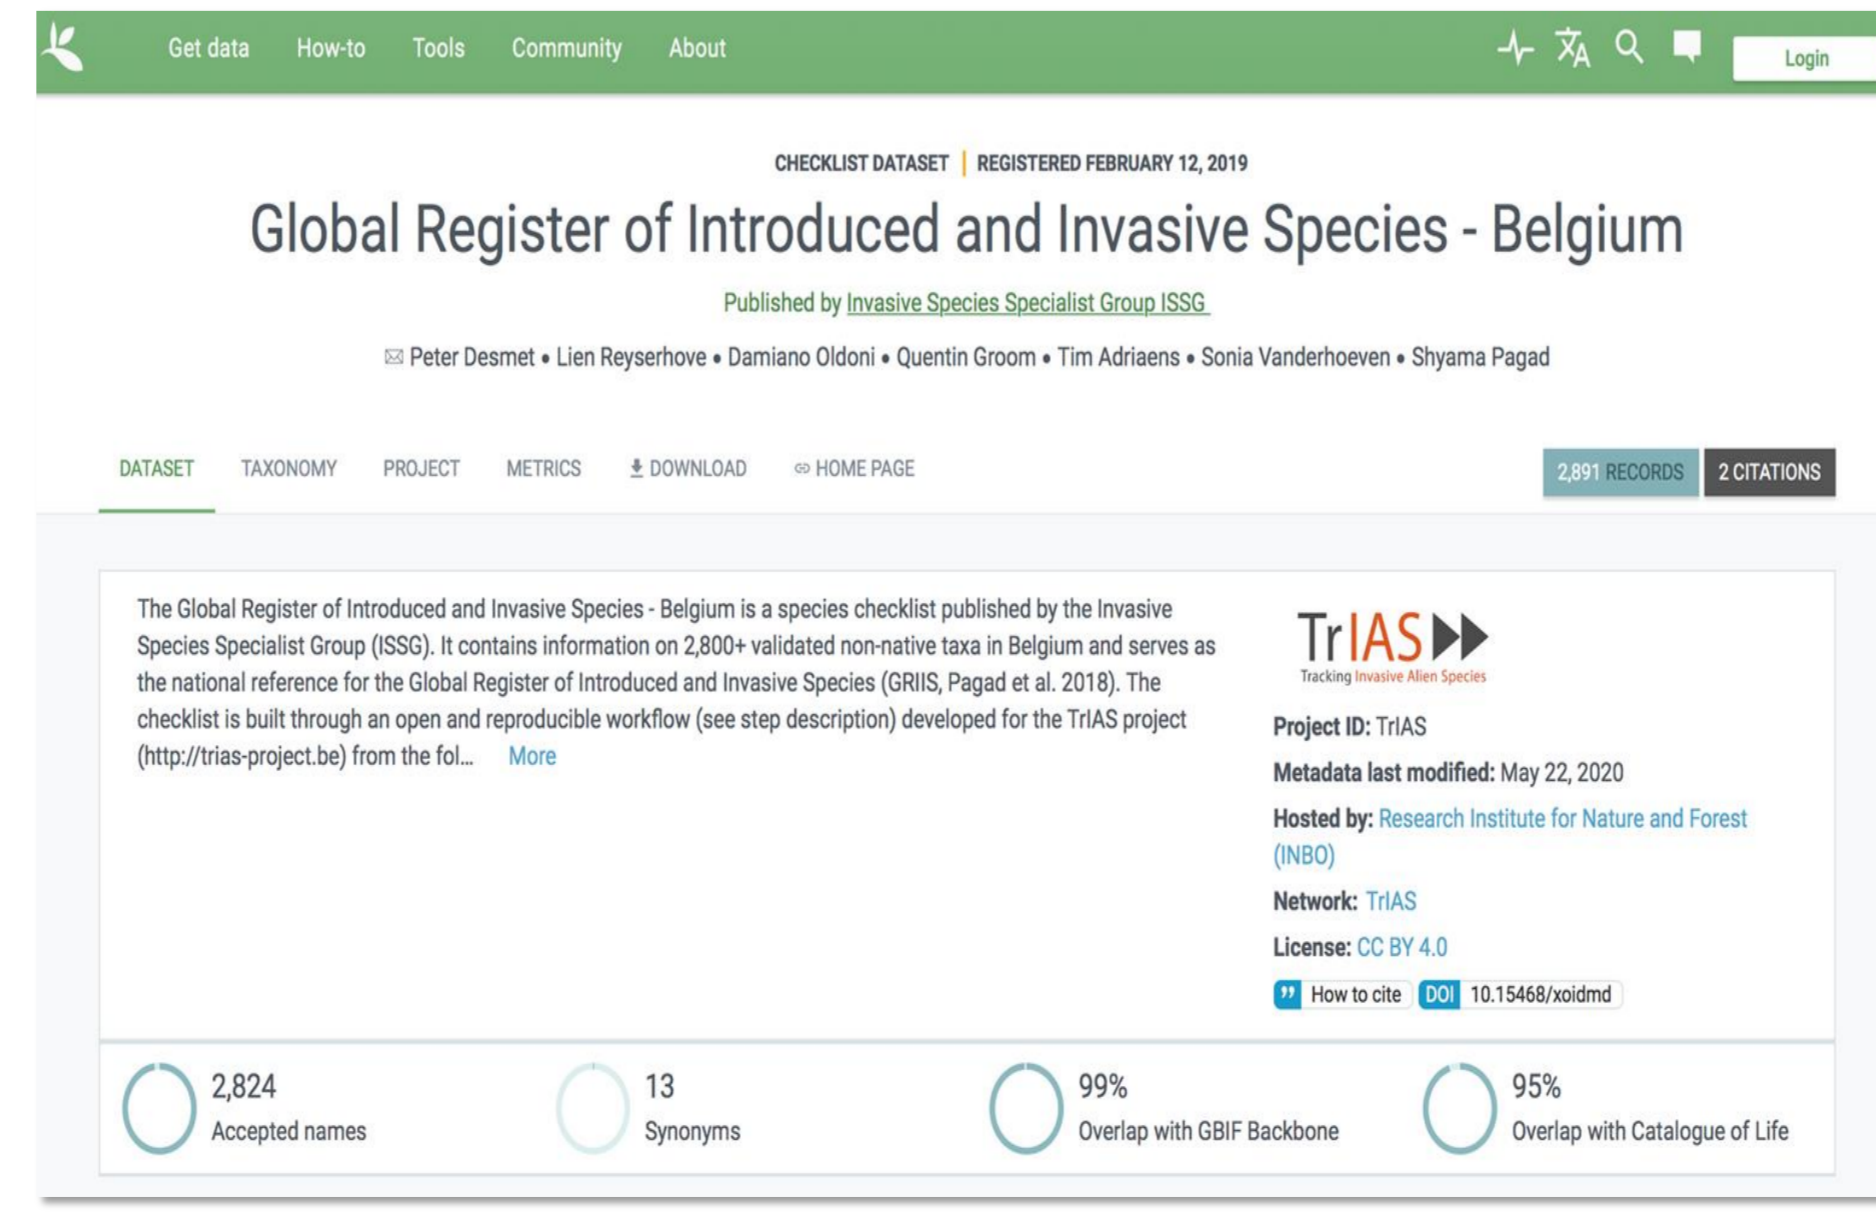 Get data How-to Tools Community About Login
CHECKLIST DATASET | REGISTERED FEBRUARY 12, 2019
Global Register of Introduced and Invasive Species - Belgium
Published by Invasive Species Specialist Group ISSG
Peter Desmet • Lien Reyserhove • Damiano Oldoni • Quentin Groom • Tim Adriaens • Sonia Vanderhoeven • Shyama Pagad
DATASET TAXONOMY PROJECT METRICS DOWNLOAD HOME PAGE 2,891 RECORDS 2 CITATIONS
The Global Register of Introduced and Invasive Species - Belgium is a species checklist published by the Invasive
Species Specialist Group (ISSG). It contains information on 2,800+ validated non-native taxa in Belgium and serves as
the national reference for the Global Register of Introduced and Invasive Species (GRIIS, Pagad et al. 2018). The
checklist is built through an open and reproducible workflow (see step description) developed for the TrIAS project
(http://trias-project.be) from the fol... More
TrIAS
Tracking Invasive Alien Species
Project ID: TrIAS
Metadata last modified: May 22, 2020
Hosted by: Research Institute for Nature and Forest
(INBO)
Network: TrIAS
License: CC BY 4.0
How to cite DOI 10.15468/xoidmd
2,824
Accepted names
13
Synonyms
99%
Overlap with GBIF Backbone
95%
Overlap with Catalogue of Life